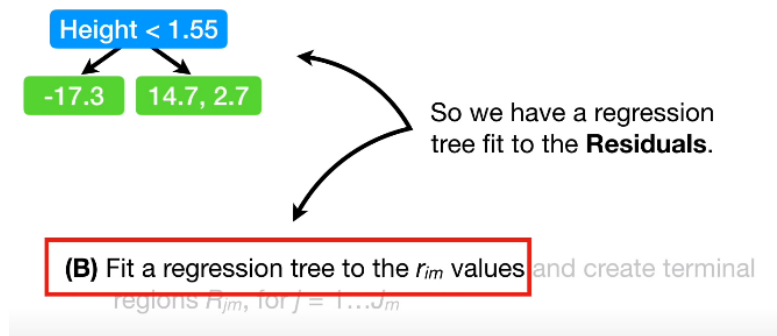 Height < 1.55
-17.3
14.7, 2.7
So we have a regression
tree fit to the Residuals.
(B) Fit a regression tree to the rim values and create terminal
regions Rjm, for j = 1...Jm